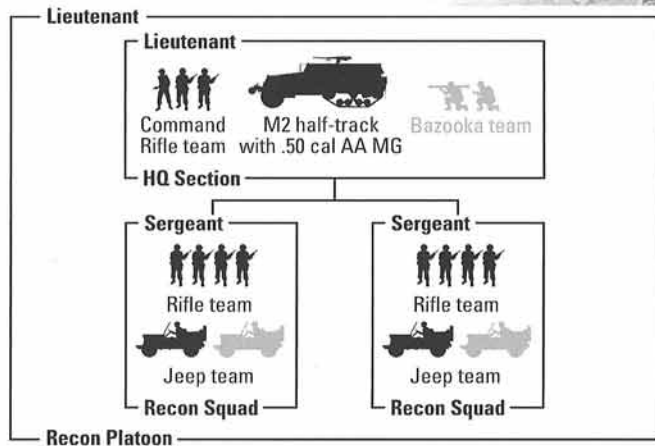 Lieutenant
Lieutenant
Command
Rifle team
M2 half-track
with .50 cal AA MG
Bazooka team
HQ Section
Sergeant
Rifle team
Jeep team
Recon Squad
Sergeant
Rifle team
Jeep team
Recon Squad
Recon Platoon